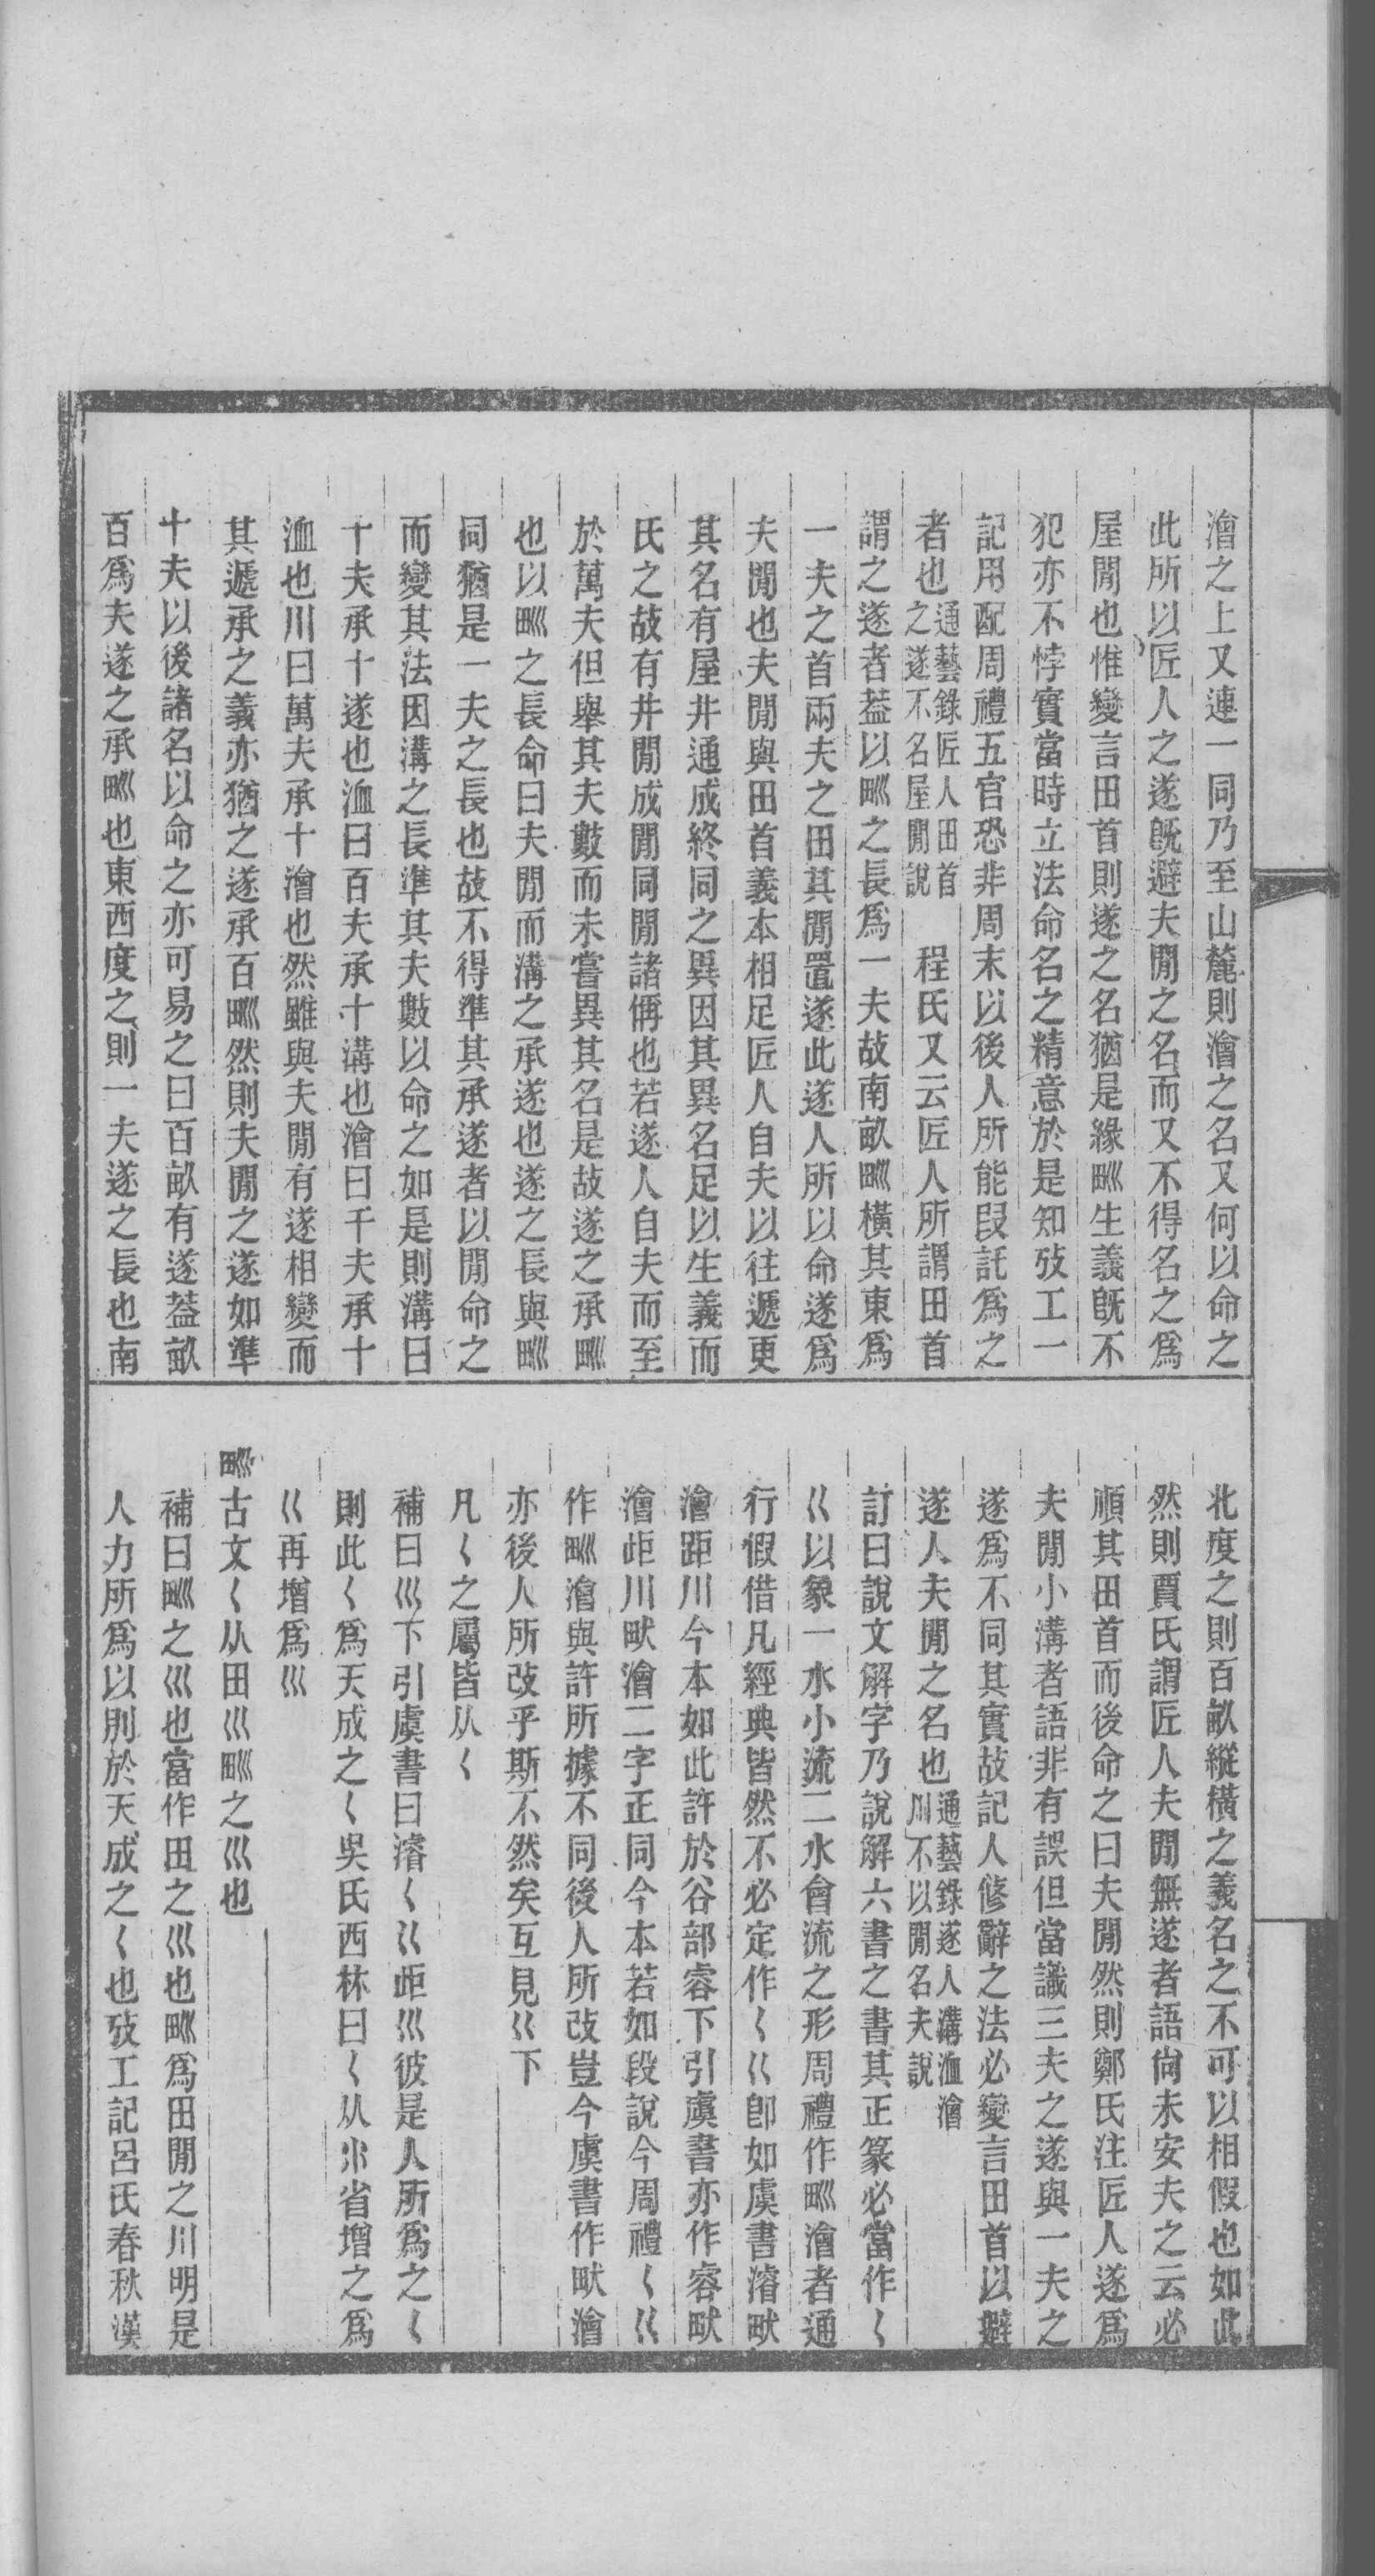 澮之上又連一同乃至山麓則澮之名又何以命之
此所以匠人之遂旣避夫閒之名而又不得名之爲
屋閒也惟變言田首則遂之名猶是緣甽生義旣不
犯亦不悖實當時立法命名之精意於是知攷工一
記用配周禮五官恐非周末以後人所能叚託爲之
者也通藝錄匠人田首之遂不名屋閒說　程氏又云匠人所謂田首
謂之遂者葢以甽之長爲一夫故南畝甽橫其東爲
一夫之首兩夫之田其閒置遂此遂人所以命遂爲
夫閒也夫閒與田首義本相足匠人自夫以往遞更
其名有屋井通成終同之異因其異名足以生義而
氏之故有井閒成閒同閒諸偁也若遂人自夫而至
於萬夫但舉其夫數而未嘗異其名是故遂之承甽
也以甽之長命曰夫閒而溝之承遂也遂之長與甽
同猶是一夫之長也故不得準其承遂者以閒命之
而變其法因溝之長準其夫數以命之如是則溝曰
十夫承十遂也洫曰百夫承十溝也澮曰千夫承十
洫也川曰萬夫承十澮也然雖與夫閒有遂相變而
其遞承之義亦猶之遂承百甽然則夫閒之遂如準
十夫以後諸名以命之亦可易之曰百畝有遂葢畝
百爲夫遂之承甽也東西度之則一夫遂之長也南
北度之則百畝縱橫之義名之不可以相假也如此
然則賈氏謂匠人夫閒無遂者語尙未安夫之云必
順其田首而後命之曰夫閒然則鄭氏注匠人遂爲
夫閒小溝者語非有誤但當識三夫之遂與一夫之
遂爲不同其實故記人修辭之法必變言田首以避
遂人夫閒之名也通藝錄遂人溝洫澮川不以閒名夫說
訂曰說文解字乃說解六書之書其正篆必當作𡿨
巜以象一水小流二水會流之形周禮作甽澮者通
行假借凡經典皆然不必定作𡿨巜卽如虞書濬畎
澮距川今本如此許於谷部容下引虞書亦作容畎
澮歫川畎澮二字正同今本若如段說今周禮𡿨巜
作甽澮與許所據不同後人所改豈今虞書作畎澮
亦後人所改乎斯不然矣互見巜下
凡𡿨之屬皆从𡿨
補曰巛下引虞書曰濬𡿨巜歫巛彼是人所爲之𡿨
則此𡿨爲天成之𡿨吳氏西林曰𡿨从𣱱省增之爲
巜再增爲巛
甽古文𡿨从田巛甽之巛也
補曰甽之巛也當作田之巛也甽爲田閒之川明是
人力所爲以別於天成之𡿨也攷工記呂氏春秋漢